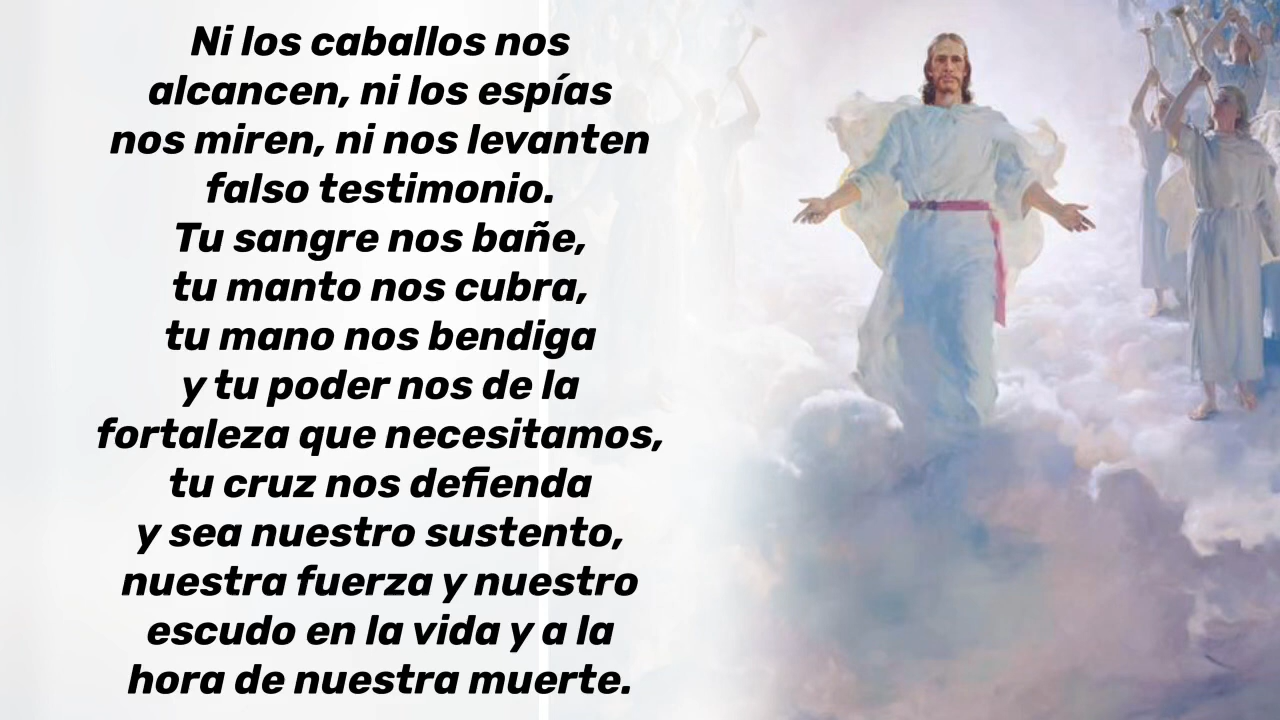 Ni los caballos nos
alcancen, ni los espías
nos miren, ni nos levanten
falso testimonio.
Tu sangre nos bañe,
tu manto nos cubra,
tu mano nos bendiga
y tu poder nos de la
fortaleza que necesitamos,
tu cruz nos defienda
y sea nuestro sustento,
nuestra fuerza y nuestro
escudo en la vida y a la
hora de nuestra muerte.